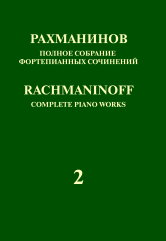 РАХМАНИНОВ
ПОЛНОЕ СОБРАНИЕ
ФОРТЕПИАННЫХ СОЧИНЕНИЙ
RACHMANINOFF
COMPLETE PIANO WORKS
2